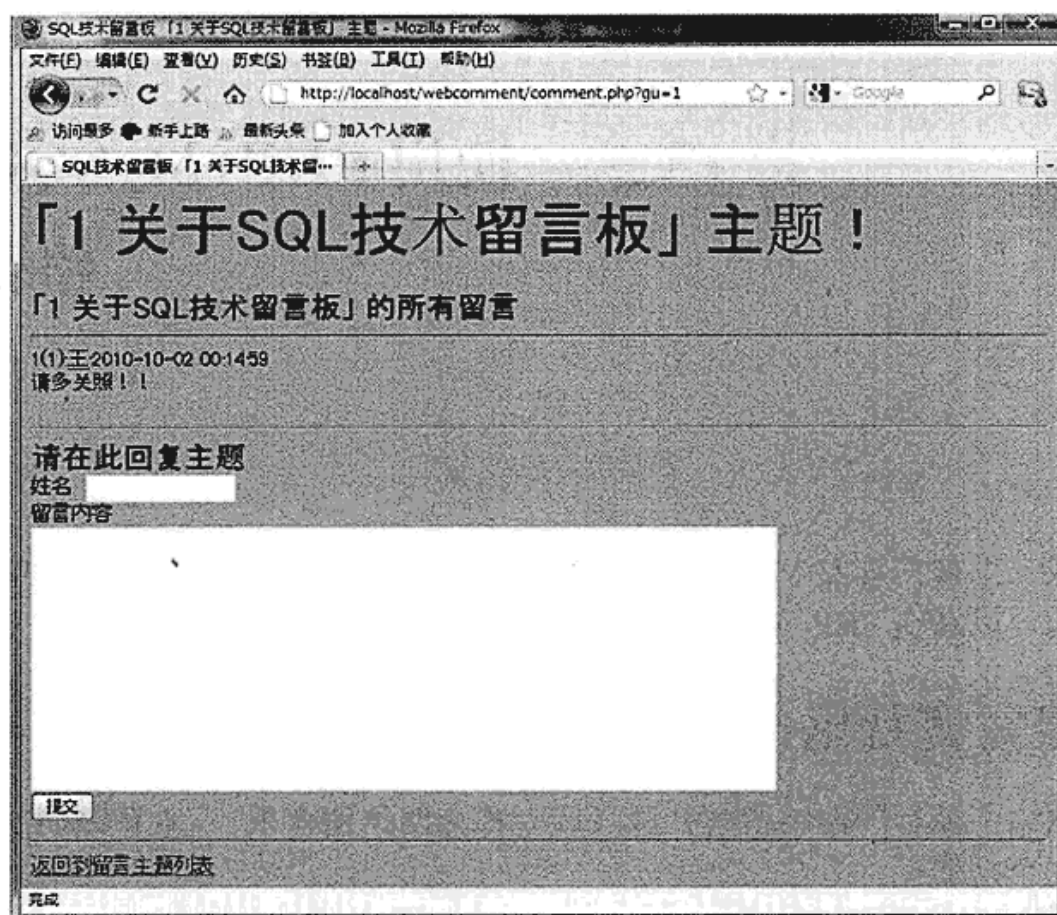 SQL技术留言板「1 关于SQL技术留言板」主题 - Mozilla Firefox
文件(F) 编辑(E) 查看(V) 历史(S) 书签(B) 工具(T) 帮助(H)
http://localhost/webcomment/comment.php?gu=1 Google
访问最多 新手上路 最新头条 加入个人收藏
SQL技术留言板「1 关于SQL技术留…
「1 关于SQL技术留言板」主题！
「1 关于SQL技术留言板」的所有留言
1(1):王:2010-10-02 00:14:59
请多关照！！
请在此回复主题
姓名
留言内容
提交
返回到留言主题列表
完成